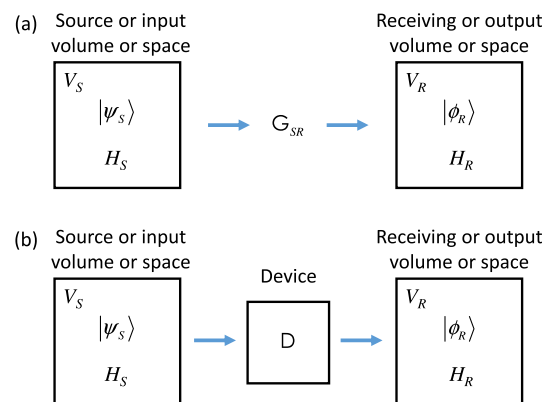 (a)
Source or input
volume or space
Receiving or output
volume or space
V_S
|ψ_S⟩
H_S
G_SR
V_R
|ϕ_R⟩
H_R
(b)
Source or input
volume or space
Device
Receiving or output
volume or space
V_S
|ψ_S⟩
H_S
D
V_R
|ϕ_R⟩
H_R